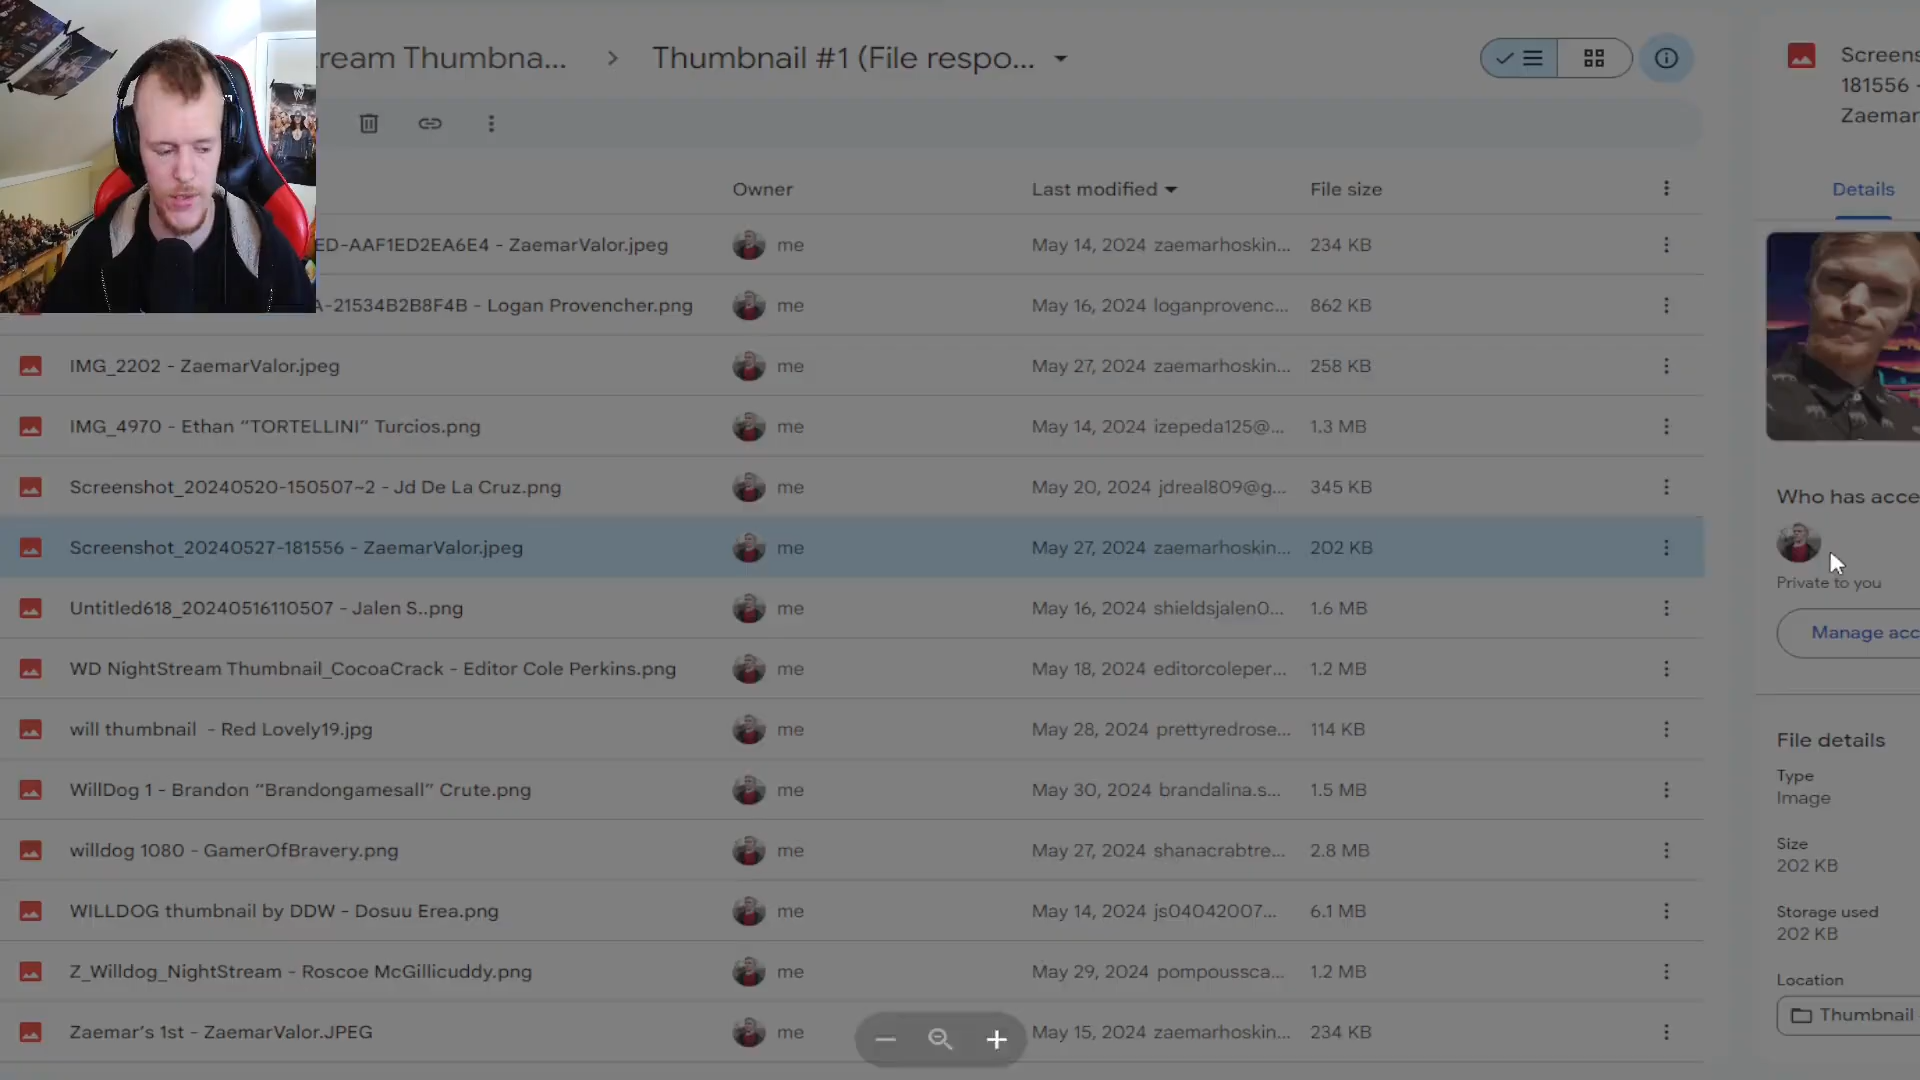 ream Thumbna... > Thumbnail #1 (File respo...
Screens
181556 -
Zaemar
Owner Last modified File size
Details
ED-AAF1ED2EA6E4 - ZaemarValor.jpeg me May 14, 2024 zaemarhoskin... 234 KB
-21534B2B8F4B - Logan Provencher.png me May 16, 2024 loganprovenc... 862 KB
IMG_2202 - ZaemarValor.jpeg me May 27, 2024 zaemarhoskin... 258 KB
IMG_4970 - Ethan “TORTELLINI” Turcios.png me May 14, 2024 izepeda125@... 1.3 MB
Screenshot_20240520-150507~2 - Jd De La Cruz.png me May 20, 2024 jdreal809@g... 345 KB
Screenshot_20240527-181556 - ZaemarValor.jpeg me May 27, 2024 zaemarhoskin... 202 KB
Untitled618_20240516110507 - Jalen S..png me May 16, 2024 shieldsjalen0... 1.6 MB
WD NightStream Thumbnail_CocoaCrack - Editor Cole Perkins.png me May 18, 2024 editorcoleper... 1.2 MB
will thumbnail - Red Lovely19.jpg me May 28, 2024 prettyredrose... 114 KB
WillDog 1 - Brandon “Brandongamesall” Crute.png me May 30, 2024 brandalina.s... 1.5 MB
willdog 1080 - GamerOfBravery.png me May 27, 2024 shanacrabtre... 2.8 MB
WILLDOG thumbnail by DDW - Dosuu Erea.png me May 14, 2024 js04042007... 6.1 MB
Z_Willdog_NightStream - Roscoe McGillicuddy.png me May 29, 2024 pompoussca... 1.2 MB
Zaemar’s 1st - ZaemarValor.JPEG me May 15, 2024 zaemarhoskin... 234 KB
Who has acce
Private to you
Manage acc
File details
Type
Image
Size
202 KB
Storage used
202 KB
Location
Thumbnail